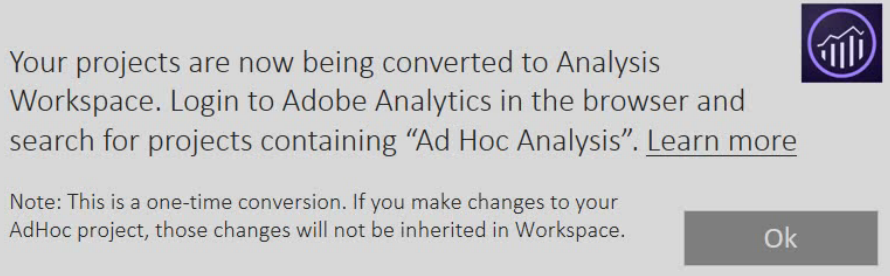 Your projects are now being converted to Analysis
Workspace. Login to Adobe Analytics in the browser and
search for projects containing “Ad Hoc Analysis”. Learn more
Note: This is a one-time conversion. If you make changes to your
AdHoc project, those changes will not be inherited in Workspace.
Ok